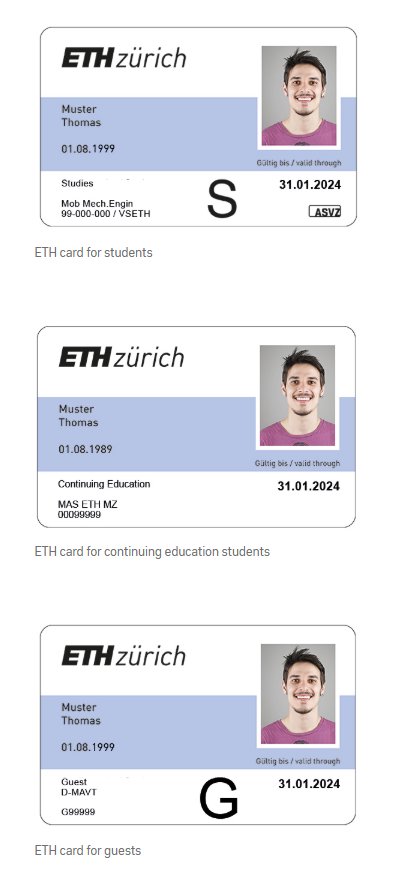 ETH zürich
Muster
Thomas
01.08.1999
Gültig bis / valid through
Studies
31.01.2024
S
Mob Mech.Engin
99-000-000 / VSETH
ASVZ
ETH card for students
ETH zürich
Muster
Thomas
01.08.1989
Gültig bis / valid through
Continuing Education
31.01.2024
MAS ETH MZ
00099999
ETH card for continuing education students
ETH zürich
Muster
Thomas
01.08.1999
Gültig bis / valid through
Guest
31.01.2024
D-MAVT
G
G99999
ETH card for guests